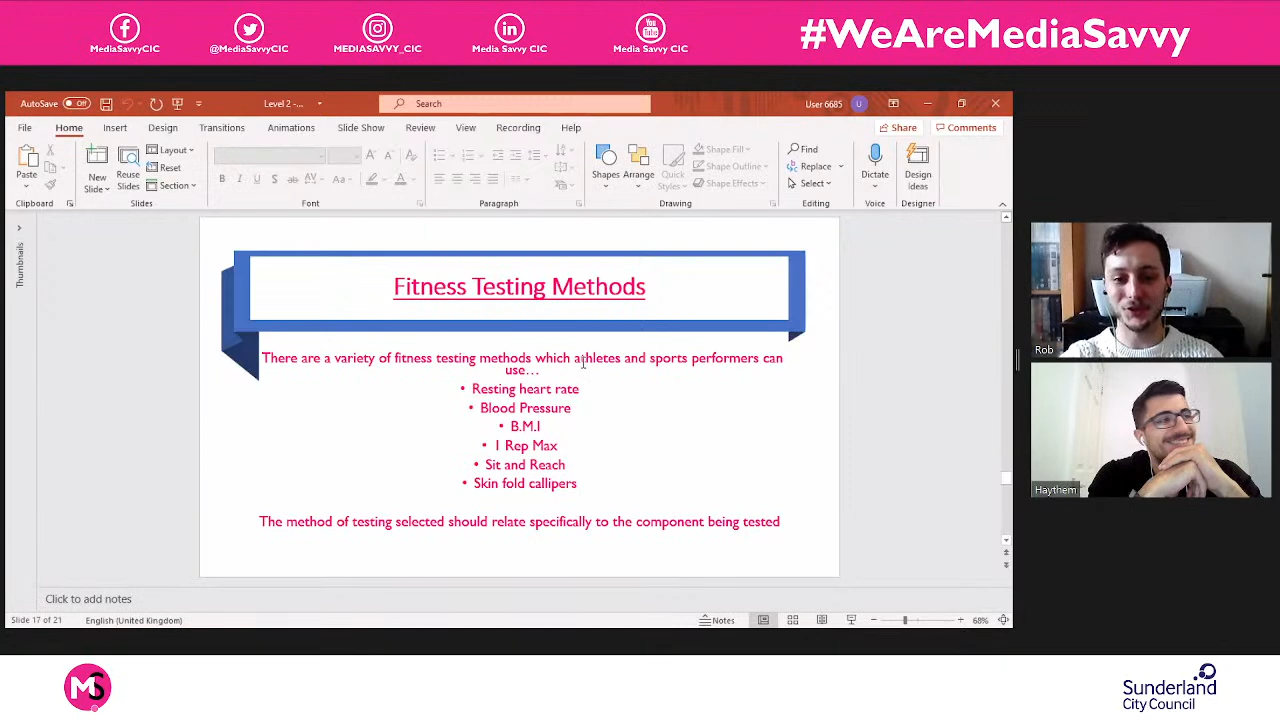 MediaSavvyCIC
@MediaSavvyCIC
MEDIASAVVY_CIC
Media Savvy CIC
You Tube
Media Savvy CIC
#WeAreMediaSavvy
AutoSave Off
Level 2 -...
Search
User 6685 U
File Home Insert Design Transitions Animations Slide Show Review View Recording Help
Share Comments
Paste
New Slide
Reuse Slides
Layout
Reset
Section
Shapes
Arrange
Quick Styles
Shape Fill
Shape Outline
Shape Effects
Find
Replace
Select
Dictate
Design Ideas
Clipboard Slides Font Paragraph Drawing Editing Voice Designer
Thumbnails
Fitness Testing Methods
There are a variety of fitness testing methods which athletes and sports performers can
use…
• Resting heart rate
• Blood Pressure
• B.M.I
• 1 Rep Max
• Sit and Reach
• Skin fold callipers
The method of testing selected should relate specifically to the component being tested
Rob
Haythem
Click to add notes
Slide 17 of 21 English (United Kingdom) Notes 68%
MS
Sunderland
City Council